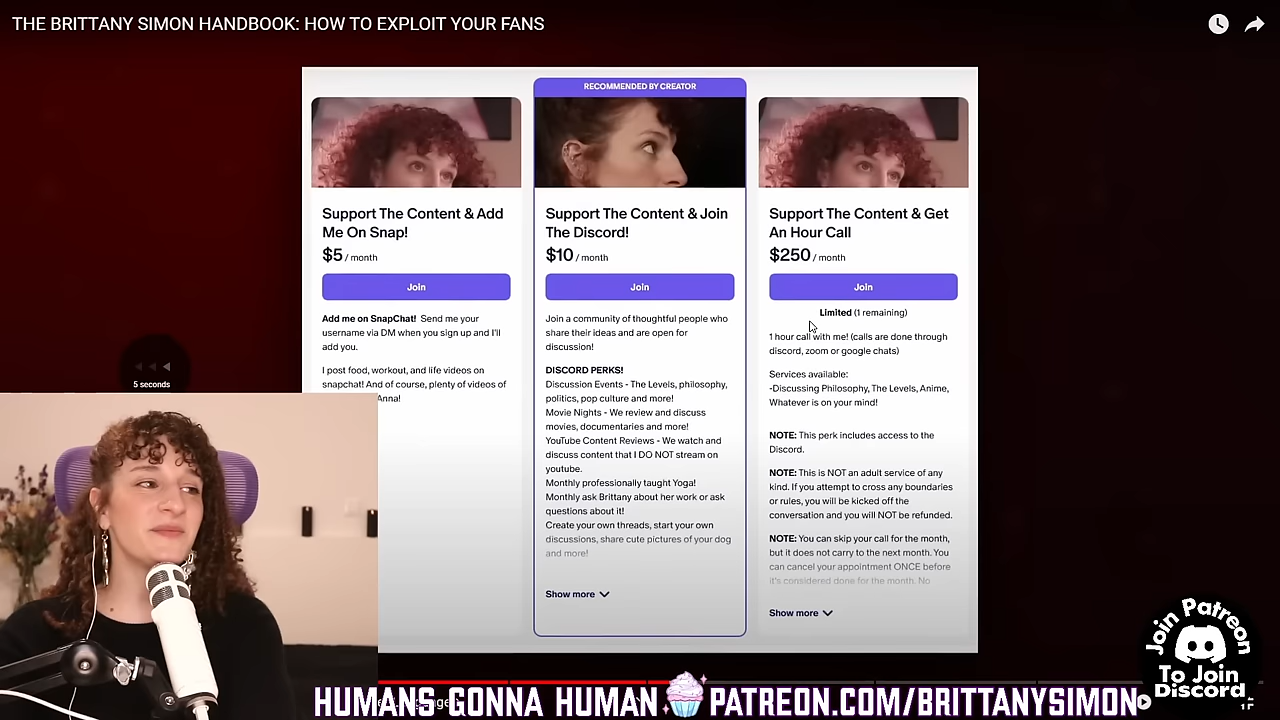 THE BRITTANY SIMON HANDBOOK: HOW TO EXPLOIT YOUR FANS
Support The Content & Add
Me On Snap!
$5 / month
Join
Add me on SnapChat! Send me your
username via DM when you sign up and I'll
add you.
I post food, workout, and life videos on
snapchat! And of course, plenty of videos of
Anna!
RECOMMENDED BY CREATOR
Support The Content & Join
The Discord!
$10 / month
Join
Join a community of thoughtful people who
share their ideas and are open for
discussion!
DISCORD PERKS!
Discussion Events - The Levels, philosophy,
politics, pop culture and more!
Movie Nights - We review and discuss
movies, documentaries and more!
YouTube Content Reviews - We watch and
discuss content that I DO NOT stream on
youtube.
Monthly professionally taught Yoga!
Monthly ask Brittany about her work or ask
questions about it!
Create your own threads, start your own
discussions, share cute pictures of your dog
and more!
Show more
Support The Content & Get
An Hour Call
$250 / month
Join
Limited (1 remaining)
1 hour call with me! (calls are done through
discord, zoom or google chats)
Services available:
-Discussing Philosophy, The Levels, Anime,
Whatever is on your mind!
NOTE: This perk includes access to the
Discord.
NOTE: This is NOT an adult service of any
kind. If you attempt to cross any boundaries
or rules, you will be kicked off the
conversation and you will NOT be refunded.
NOTE: You can skip your call for the month,
but it does not carry to the next month. You
can cancel your appointment ONCE before
it's considered done for the month. No
Show more
5 seconds
Join Patreon
To Join
Discord
HUMANS GONNA HUMAN PATREON.COM/BRITTANYSIMON